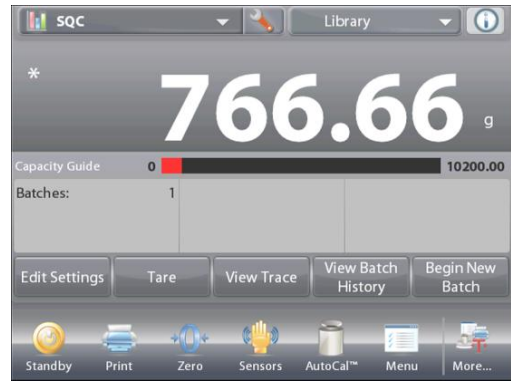 SQC
Library
*
766.66 g
Capacity Guide 0 10200.00
Batches: 1
Edit Settings
Tare
View Trace
View Batch
History
Begin New
Batch
Standby
Print
Zero
Sensors
AutoCal™
Menu
More...